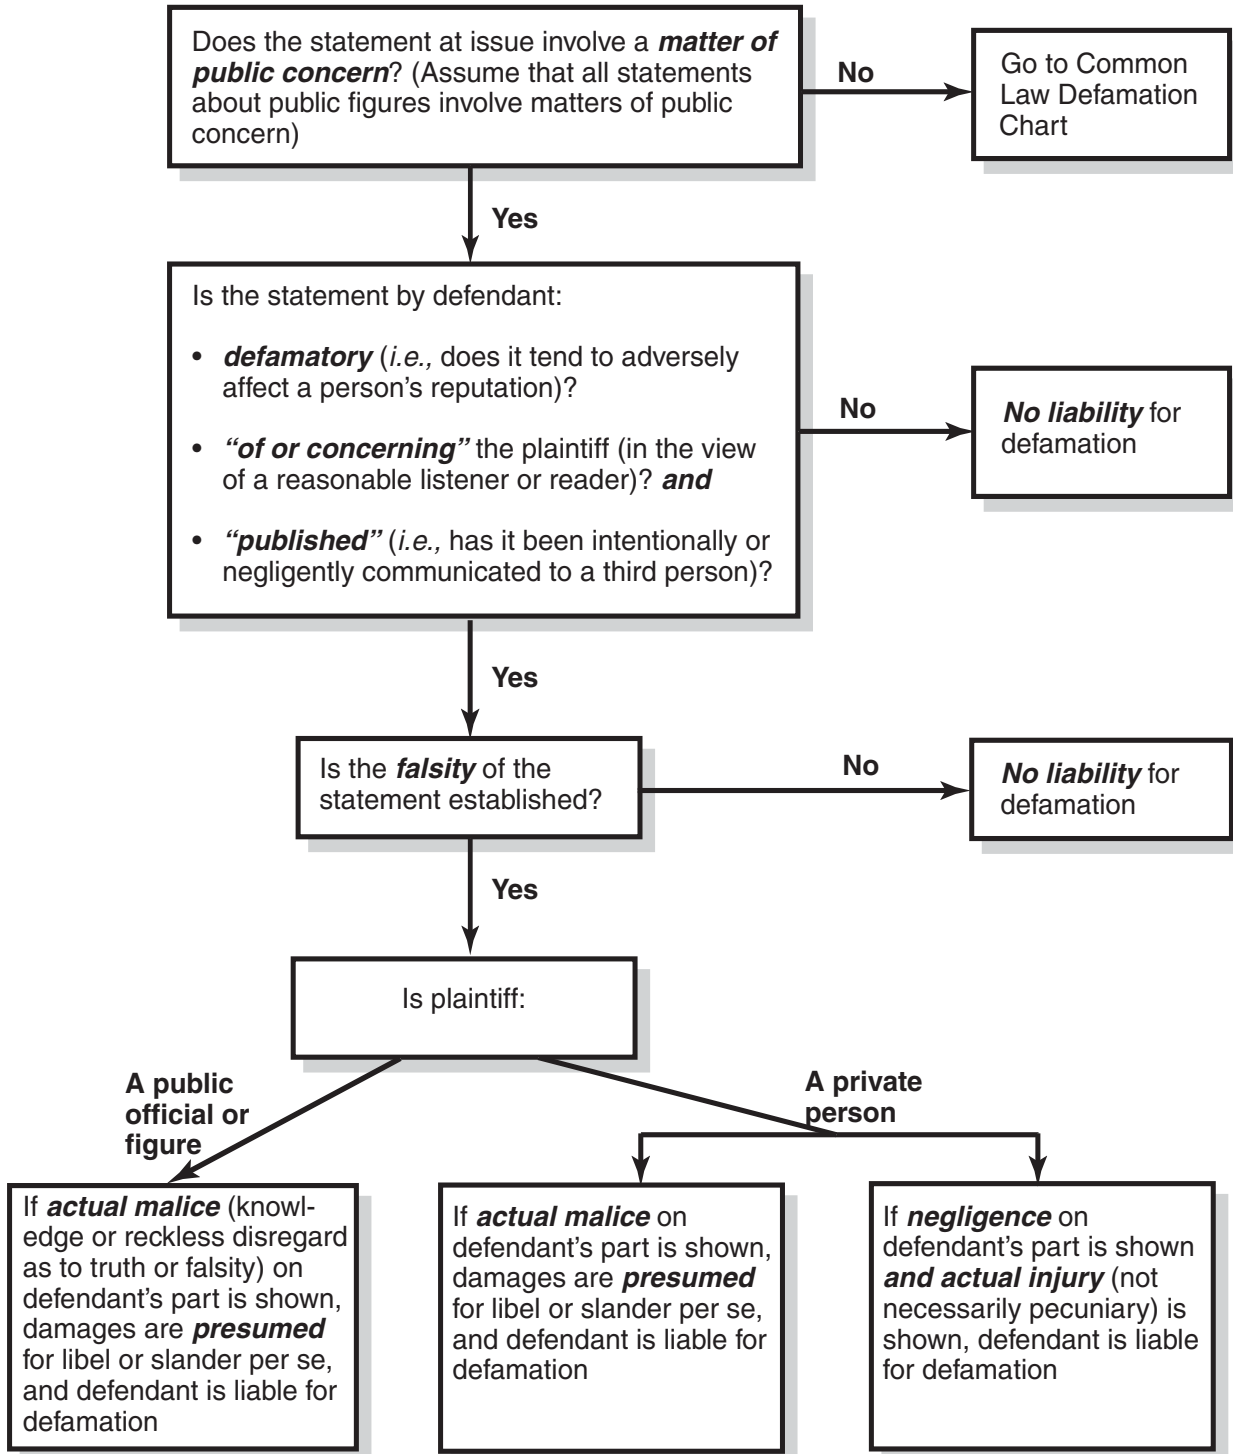 Does the statement at issue involve a matter of
public concern? (Assume that all statements
about public figures involve matters of public
concern)
No
Go to Common
Law Defamation
Chart
Yes
Is the statement by defendant:
• defamatory (i.e., does it tend to adversely
affect a person’s reputation)?
• “of or concerning” the plaintiff (in the view
of a reasonable listener or reader)? and
• “published” (i.e., has it been intentionally or
negligently communicated to a third person)?
No
No liability for
defamation
Yes
Is the falsity of the
statement established?
No
No liability for
defamation
Yes
Is plaintiff:
A public
official or
figure
A private
person
If actual malice (knowl-
edge or reckless disregard
as to truth or falsity) on
defendant’s part is shown,
damages are presumed
for libel or slander per se,
and defendant is liable for
defamation
If actual malice on
defendant’s part is shown,
damages are presumed
for libel or slander per se,
and defendant is liable for
defamation
If negligence on
defendant’s part is shown
and actual injury (not
necessarily pecuniary) is
shown, defendant is liable
for defamation